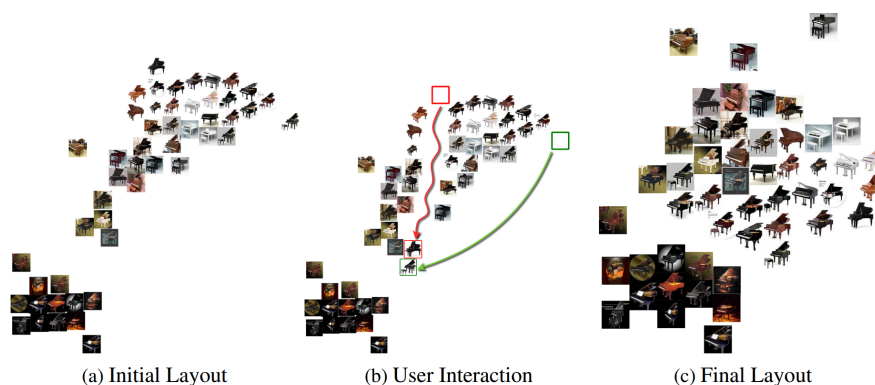 (a) Initial Layout
(b) User Interaction
(c) Final Layout